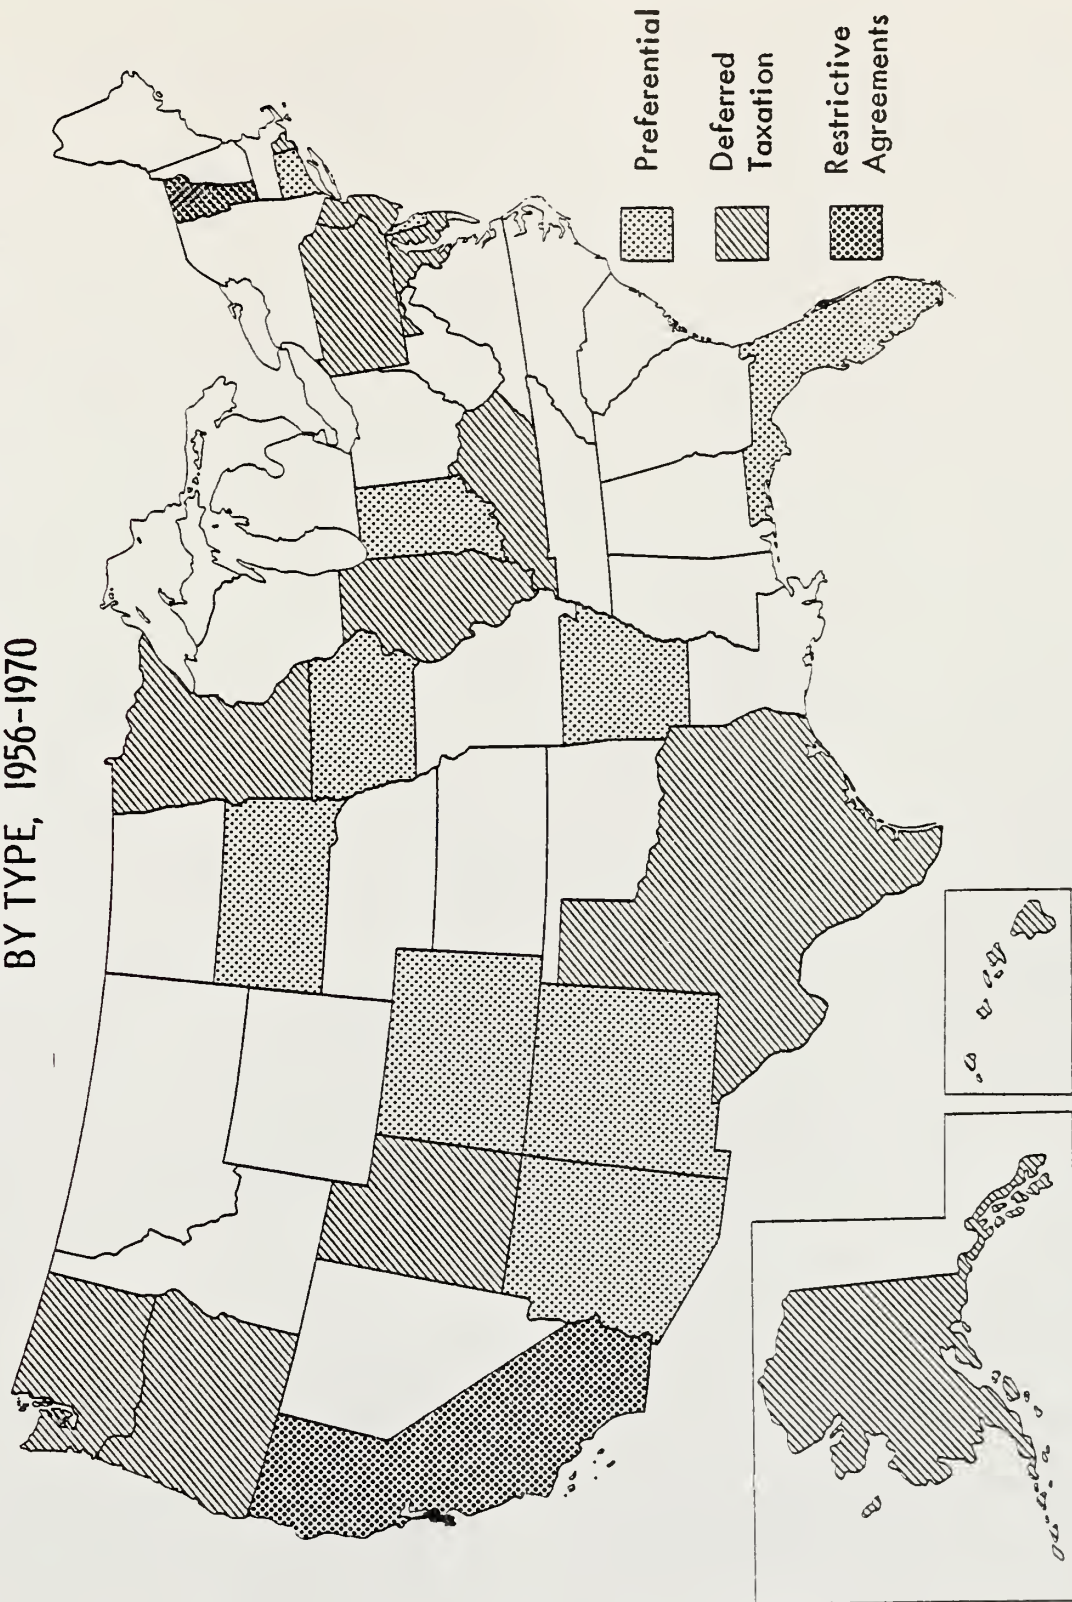 BY TYPE, 1956-1970
Preferential
Deferred
Taxation
Restrictive
Agreements